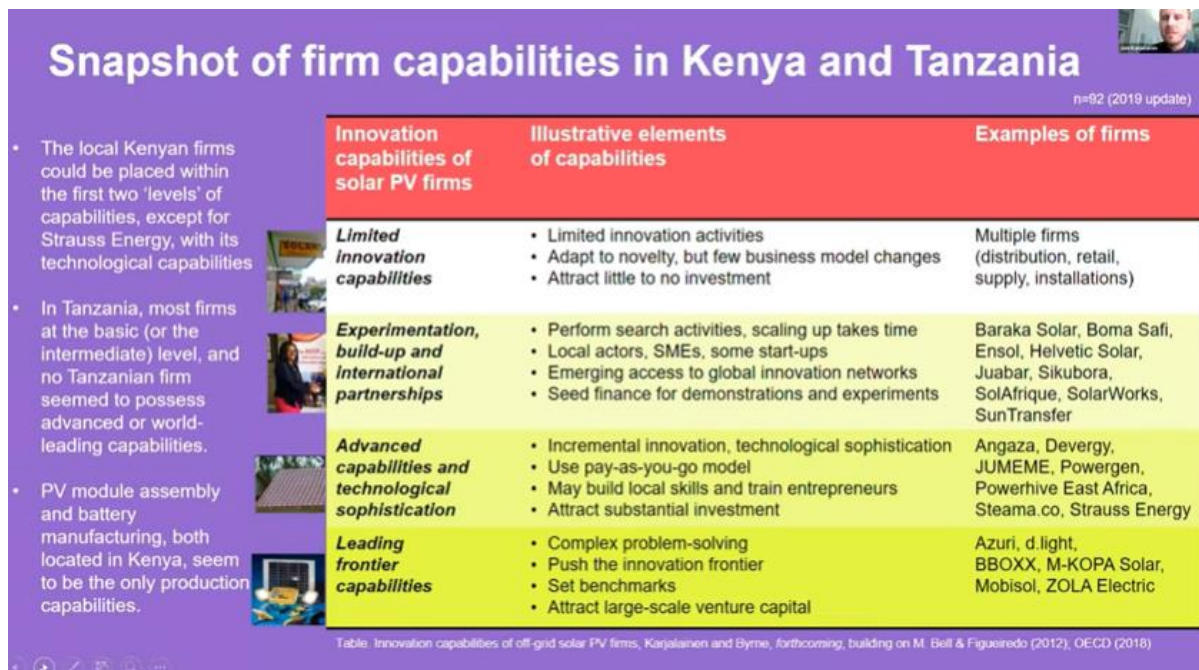 Snapshot of firm capabilities in Kenya and Tanzania
n=92 (2019 update)
• The local Kenyan firms
could be placed within
the first two ‘levels’ of
capabilities, except for
Strauss Energy, with its
technological capabilities
• In Tanzania, most firms
at the basic (or the
intermediate) level, and
no Tanzanian firm
seemed to possess
advanced or world-
leading capabilities.
• PV module assembly
and battery
manufacturing, both
located in Kenya, seem
to be the only production
capabilities.
Innovation
capabilities of
solar PV firms
Illustrative elements
of capabilities
Examples of firms
Limited
innovation
capabilities
• Limited innovation activities
• Adapt to novelty, but few business model changes
• Attract little to no investment
Multiple firms
(distribution, retail,
supply, installations)
Experimentation,
build-up and
international
partnerships
• Perform search activities, scaling up takes time
• Local actors, SMEs, some start-ups
• Emerging access to global innovation networks
• Seed finance for demonstrations and experiments
Baraka Solar, Boma Safi,
Ensol, Helvetic Solar,
Juabar, Sikubora,
SolAfrique, SolarWorks,
SunTransfer
Advanced
capabilities and
technological
sophistication
• Incremental innovation, technological sophistication
• Use pay-as-you-go model
• May build local skills and train entrepreneurs
• Attract substantial investment
Angaza, Devergy,
JUMEME, Powergen,
Powerhive East Africa,
Steama.co, Strauss Energy
Leading
frontier
capabilities
• Complex problem-solving
• Push the innovation frontier
• Set benchmarks
• Attract large-scale venture capital
Azuri, d.light,
BBOXX, M-KOPA Solar,
Mobisol, ZOLA Electric
Table. Innovation capabilities of off-grid solar PV firms, Karjalainen and Byrne, forthcoming, building on M. Bell & Figueiredo (2012); OECD (2018)